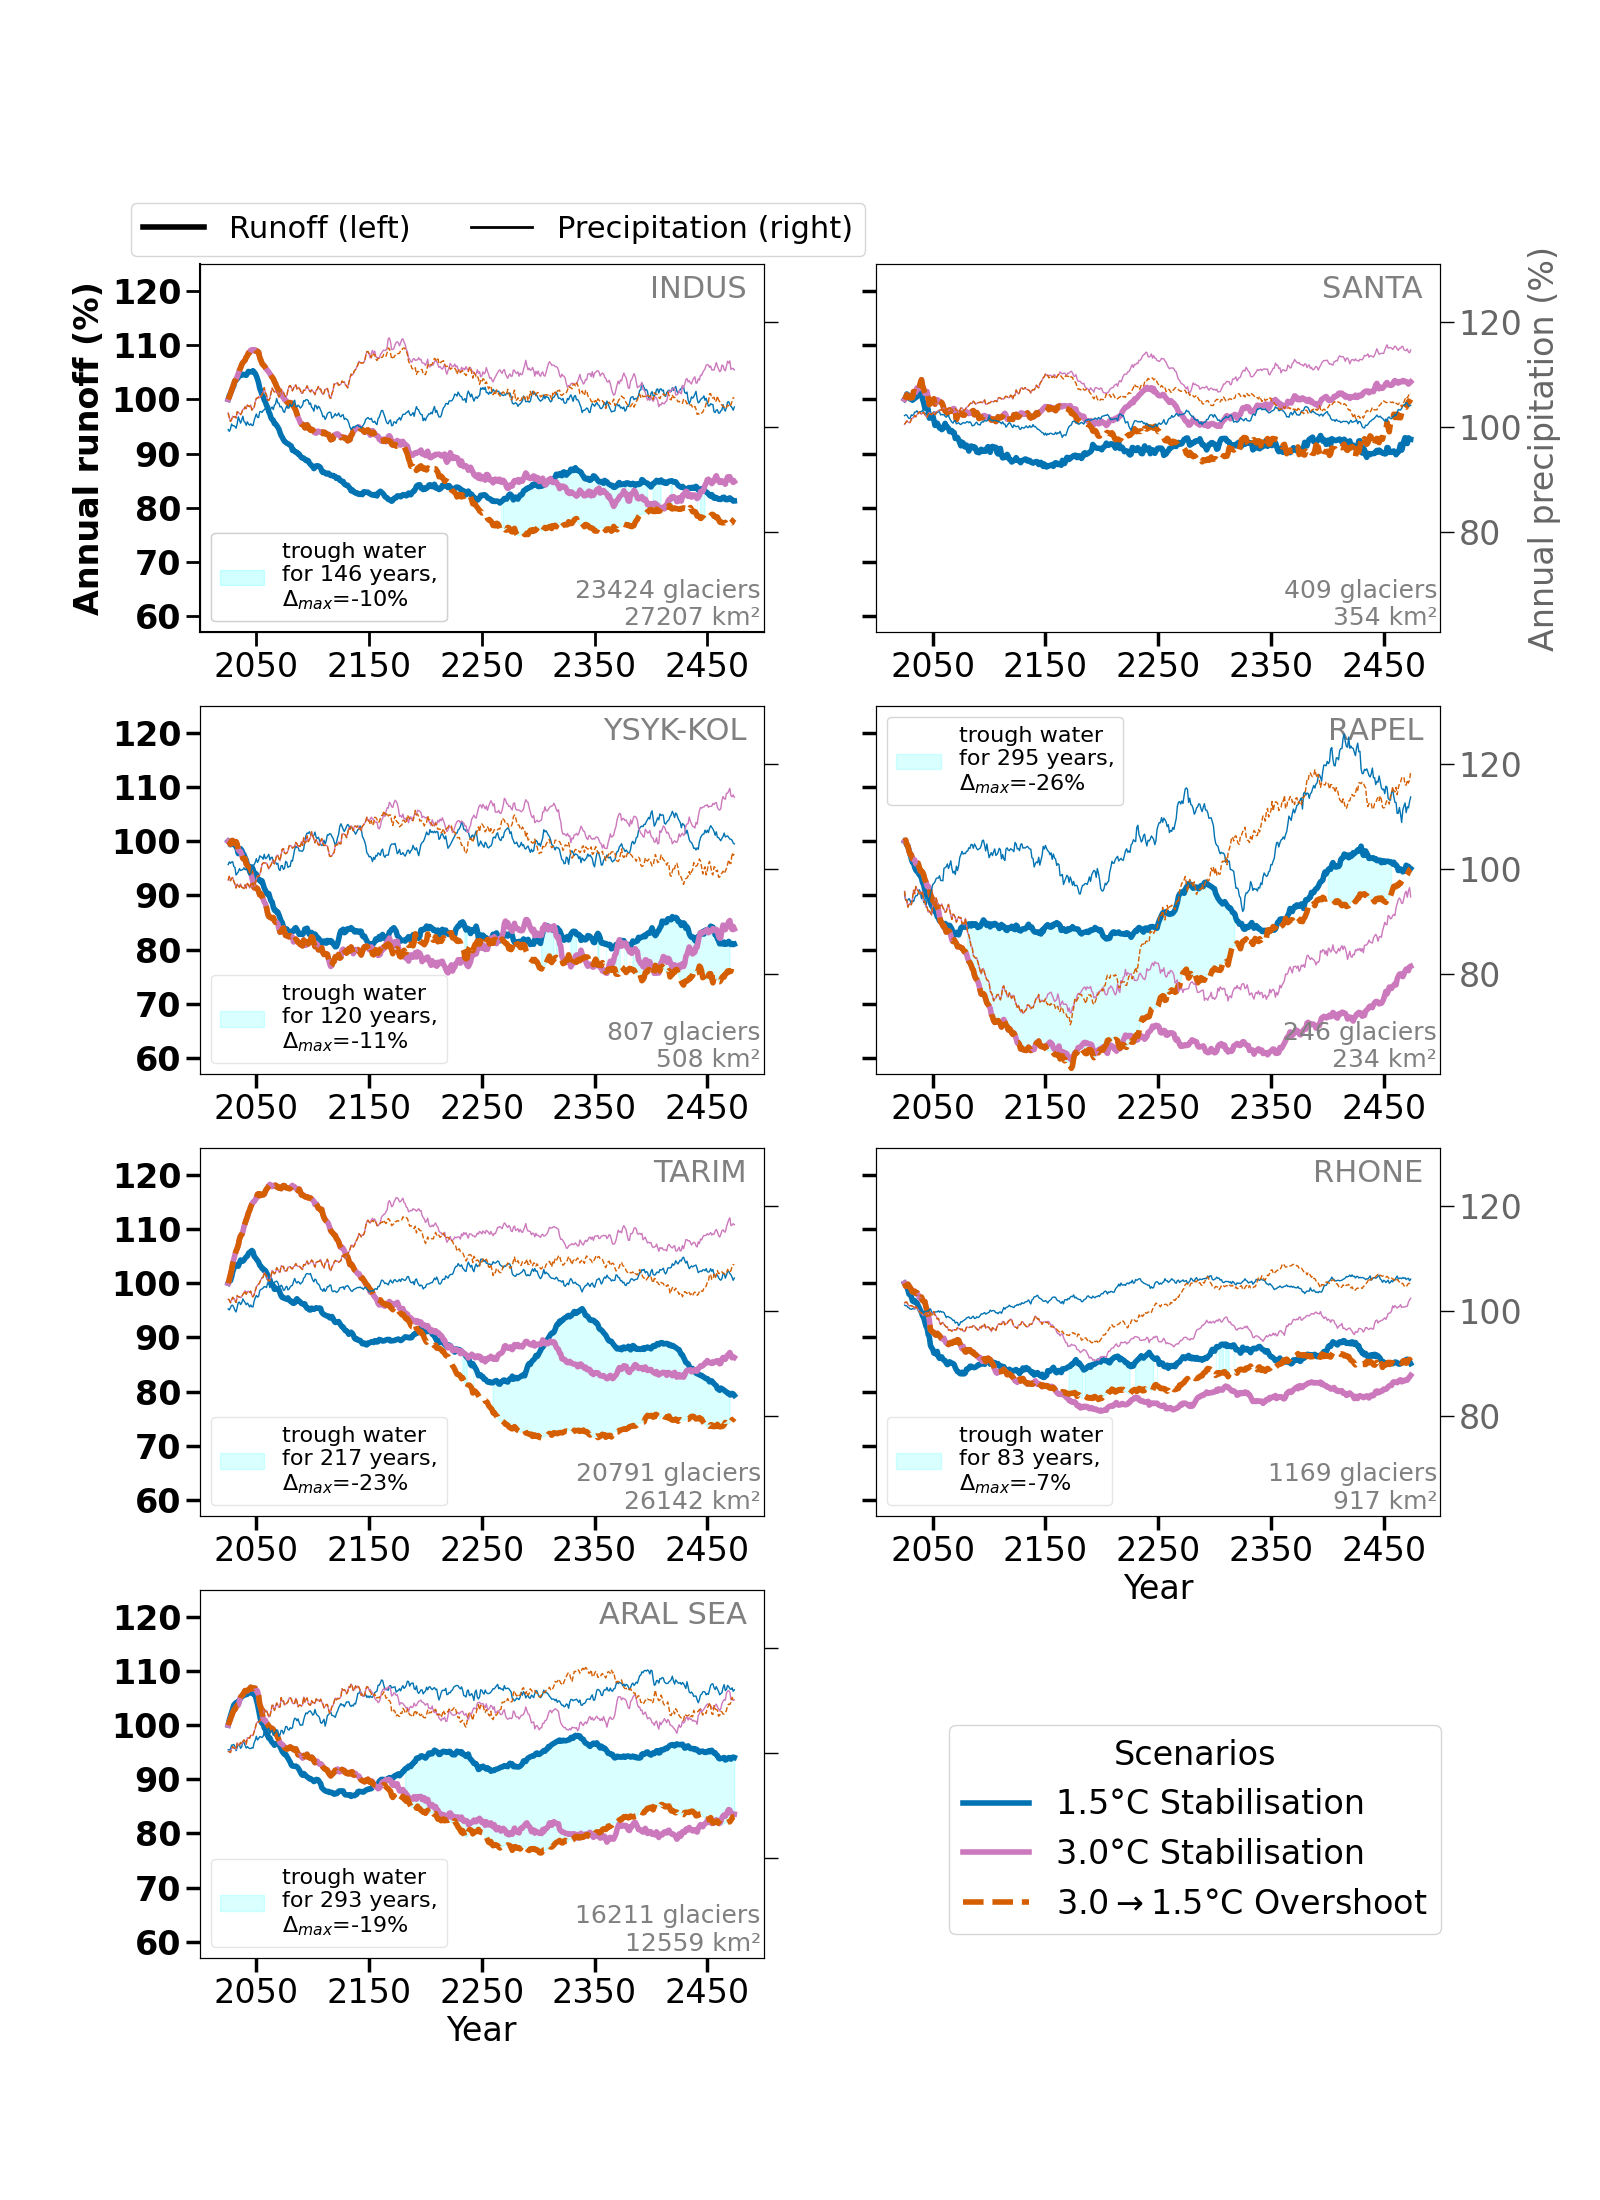 Runoff (left) Precipitation (right)
Annual runoff (%)
Annual precipitation (%)
INDUS
120
110
100
90
80
70
60
trough water
for 146 years,
Δmax=-10%
23424 glaciers
27207 km²
2050 2150 2250 2350 2450
SANTA
120
100
80
409 glaciers
354 km²
2050 2150 2250 2350 2450
YSYK-KOL
120
110
100
90
80
70
60
trough water
for 120 years,
Δmax=-11%
807 glaciers
508 km²
2050 2150 2250 2350 2450
RAPEL
trough water
for 295 years,
Δmax=-26%
120
100
80
246 glaciers
234 km²
2050 2150 2250 2350 2450
TARIM
120
110
100
90
80
70
60
trough water
for 217 years,
Δmax=-23%
20791 glaciers
26142 km²
2050 2150 2250 2350 2450
RHONE
120
100
80
trough water
for 83 years,
Δmax=-7%
1169 glaciers
917 km²
2050 2150 2250 2350 2450
Year
ARAL SEA
120
110
100
90
80
70
60
trough water
for 293 years,
Δmax=-19%
16211 glaciers
12559 km²
2050 2150 2250 2350 2450
Year
Scenarios
1.5°C Stabilisation
3.0°C Stabilisation
3.0→1.5°C Overshoot